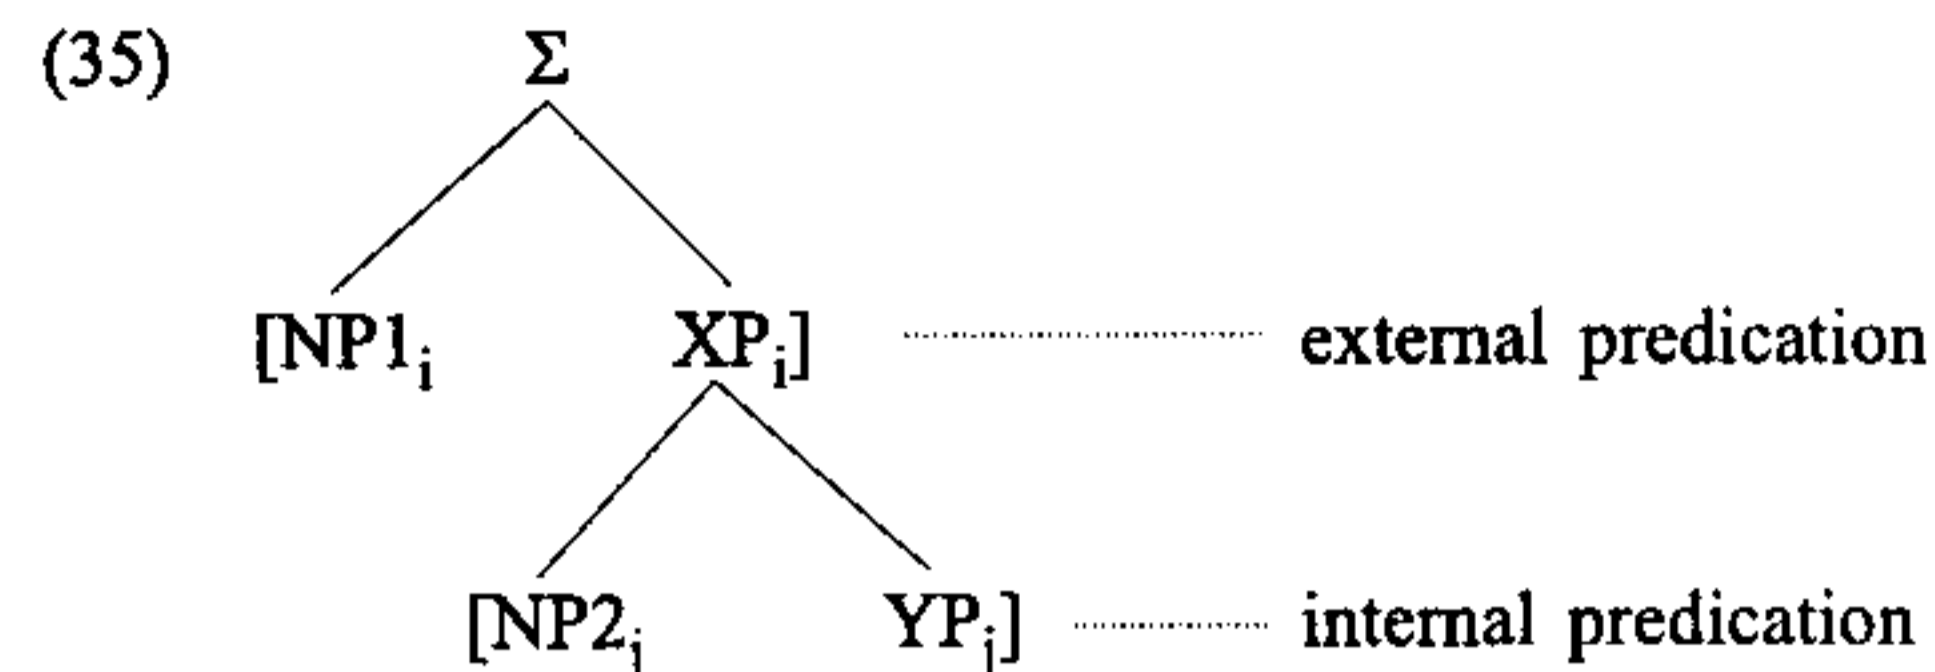 (35) Σ
[NP1ᵢ XPᵢ] external predication
[NP2ⱼ YPⱼ] internal predication